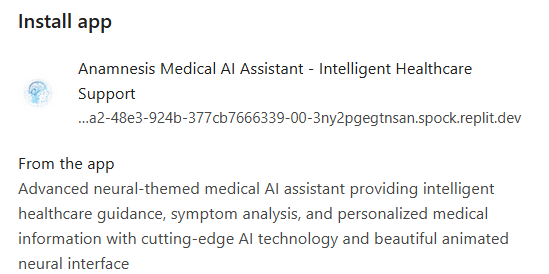 Install app
Anamnesis Medical AI Assistant - Intelligent Healthcare
Support
...a2-48e3-924b-377cb7666339-00-3ny2pgegtnsan.spock.replit.dev
From the app
Advanced neural-themed medical AI assistant providing intelligent
healthcare guidance, symptom analysis, and personalized medical
information with cutting-edge AI technology and beautiful animated
neural interface